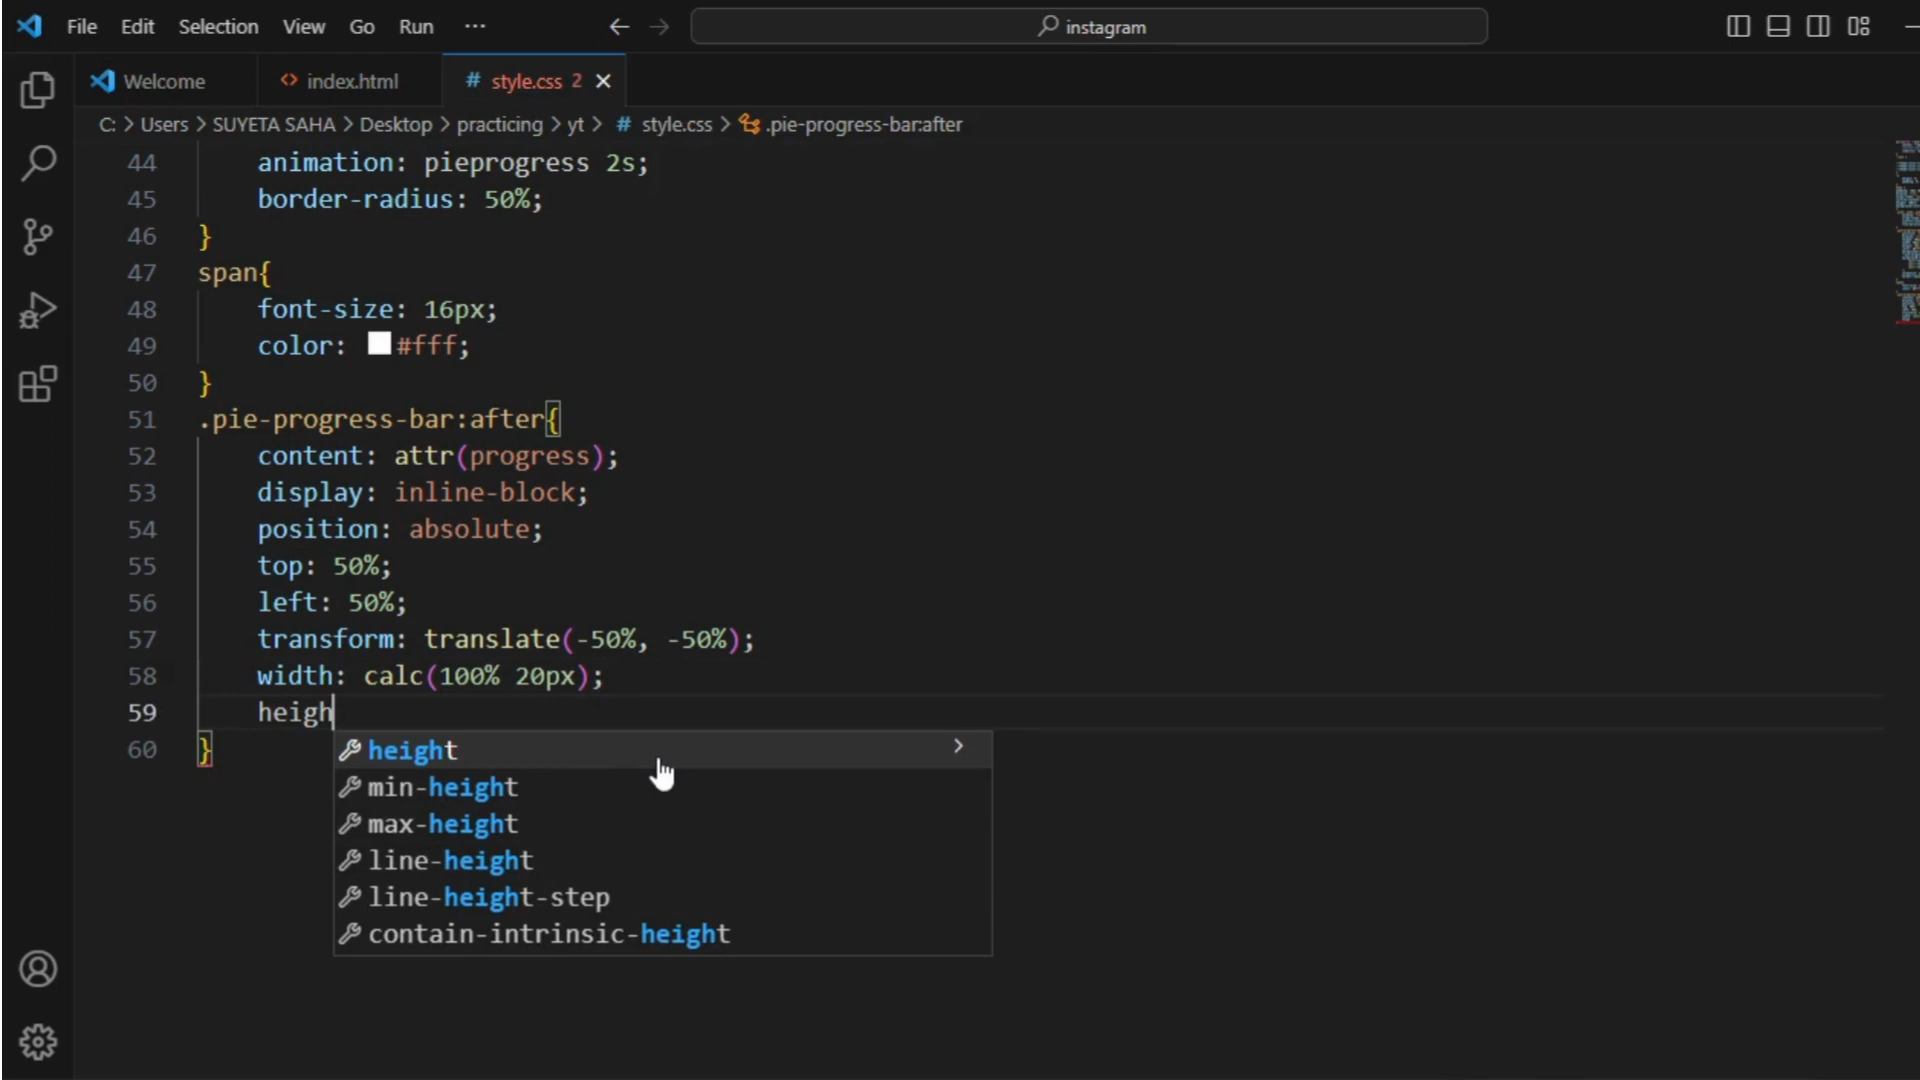 File Edit Selection View Go Run ··· instagram
Welcome index.html # style.css 2
C: > Users > SUYETA SAHA > Desktop > practicing > yt > # style.css > .pie-progress-bar:after
44 animation: pieprogress 2s;
45 border-radius: 50%;
46 }
47 span{
48 font-size: 16px;
49 color: #fff;
50 }
51 .pie-progress-bar:after{
52 content: attr(progress);
53 display: inline-block;
54 position: absolute;
55 top: 50%;
56 left: 50%;
57 transform: translate(-50%, -50%);
58 width: calc(100% 20px);
59 heigh
60 }
height
min-height
max-height
line-height
line-height-step
contain-intrinsic-height